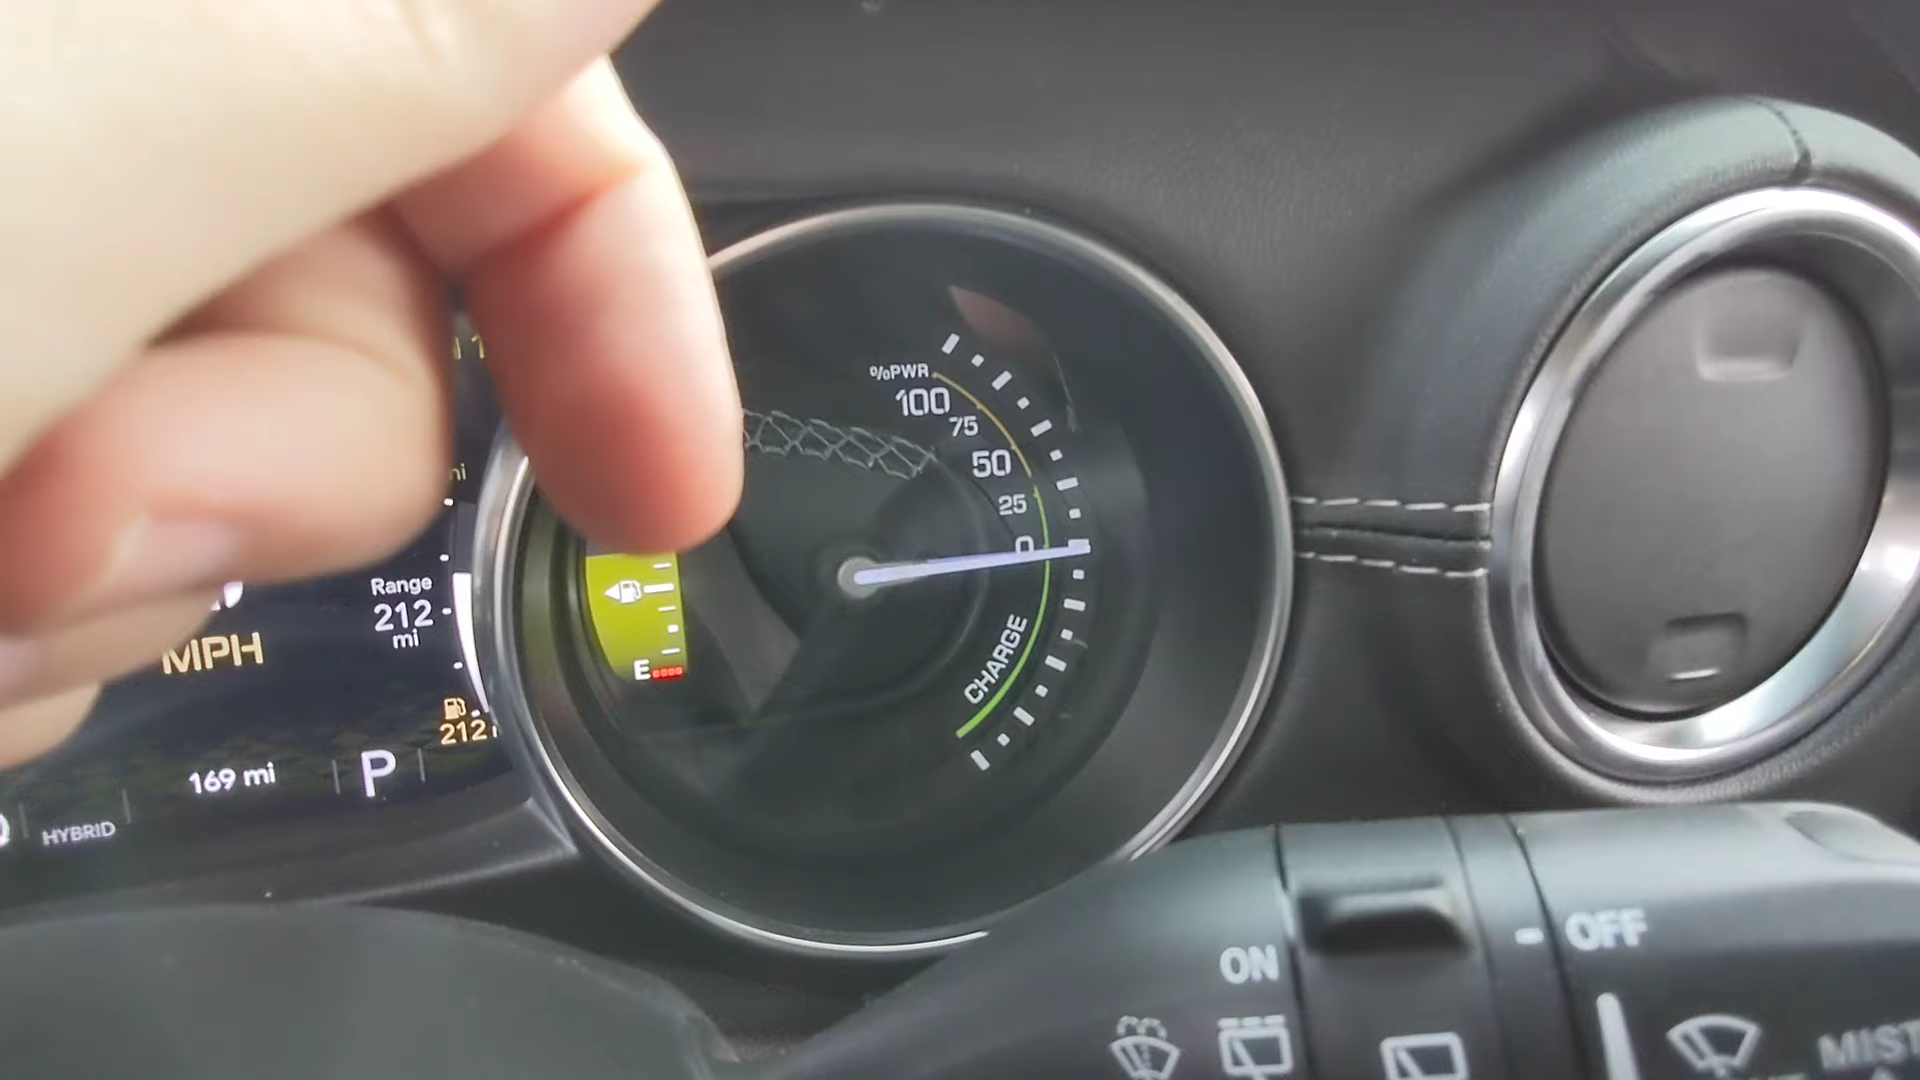 %PWR
100
75
50
25
0
CHARGE
E
Range
212
mi
MPH
212
169 mi
P
HYBRID
ON
- OFF
MIST